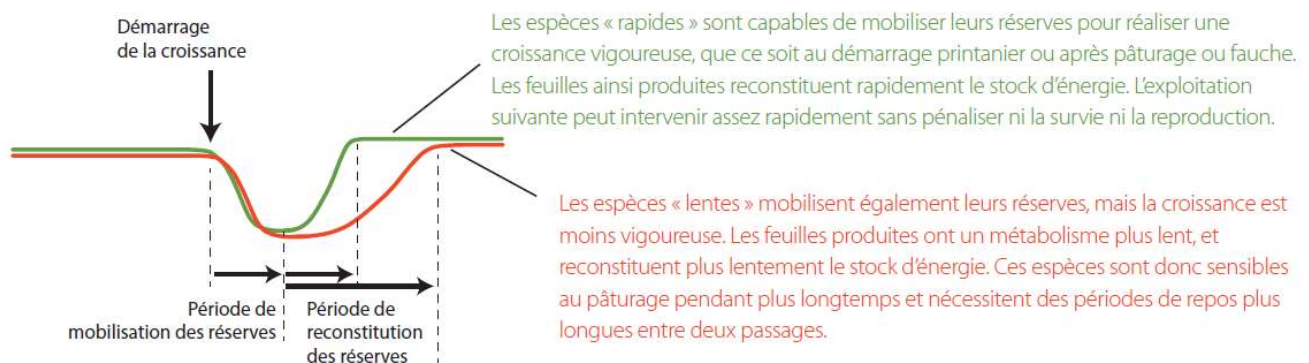 Démarrage
de la croissance
Les espèces « rapides » sont capables de mobiliser leurs réserves pour réaliser une
croissance vigoureuse, que ce soit au démarrage printanier ou après pâturage ou fauche.
Les feuilles ainsi produites reconstituent rapidement le stock d’énergie. L’exploitation
suivante peut intervenir assez rapidement sans pénaliser ni la survie ni la reproduction.
Les espèces « lentes » mobilisent également leurs réserves, mais la croissance est
moins vigoureuse. Les feuilles produites ont un métabolisme plus lent, et
reconstituent plus lentement le stock d’énergie. Ces espèces sont donc sensibles
au pâturage pendant plus longtemps et nécessitent des périodes de repos plus
longues entre deux passages.
Période de
mobilisation des réserves
Période de
reconstitution
des réserves